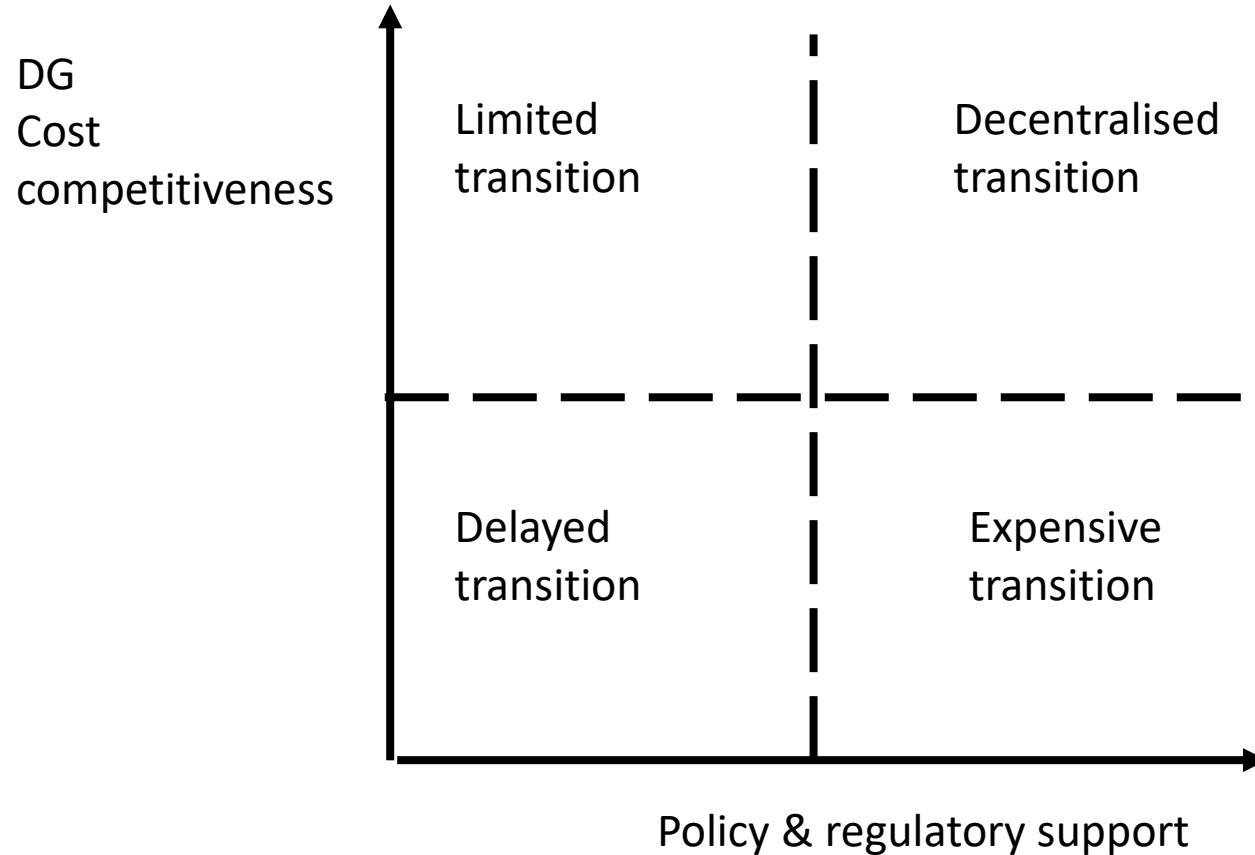 DG
Cost
competitiveness
Limited
transition
Decentralised
transition
Delayed
transition
Expensive
transition
Policy & regulatory support